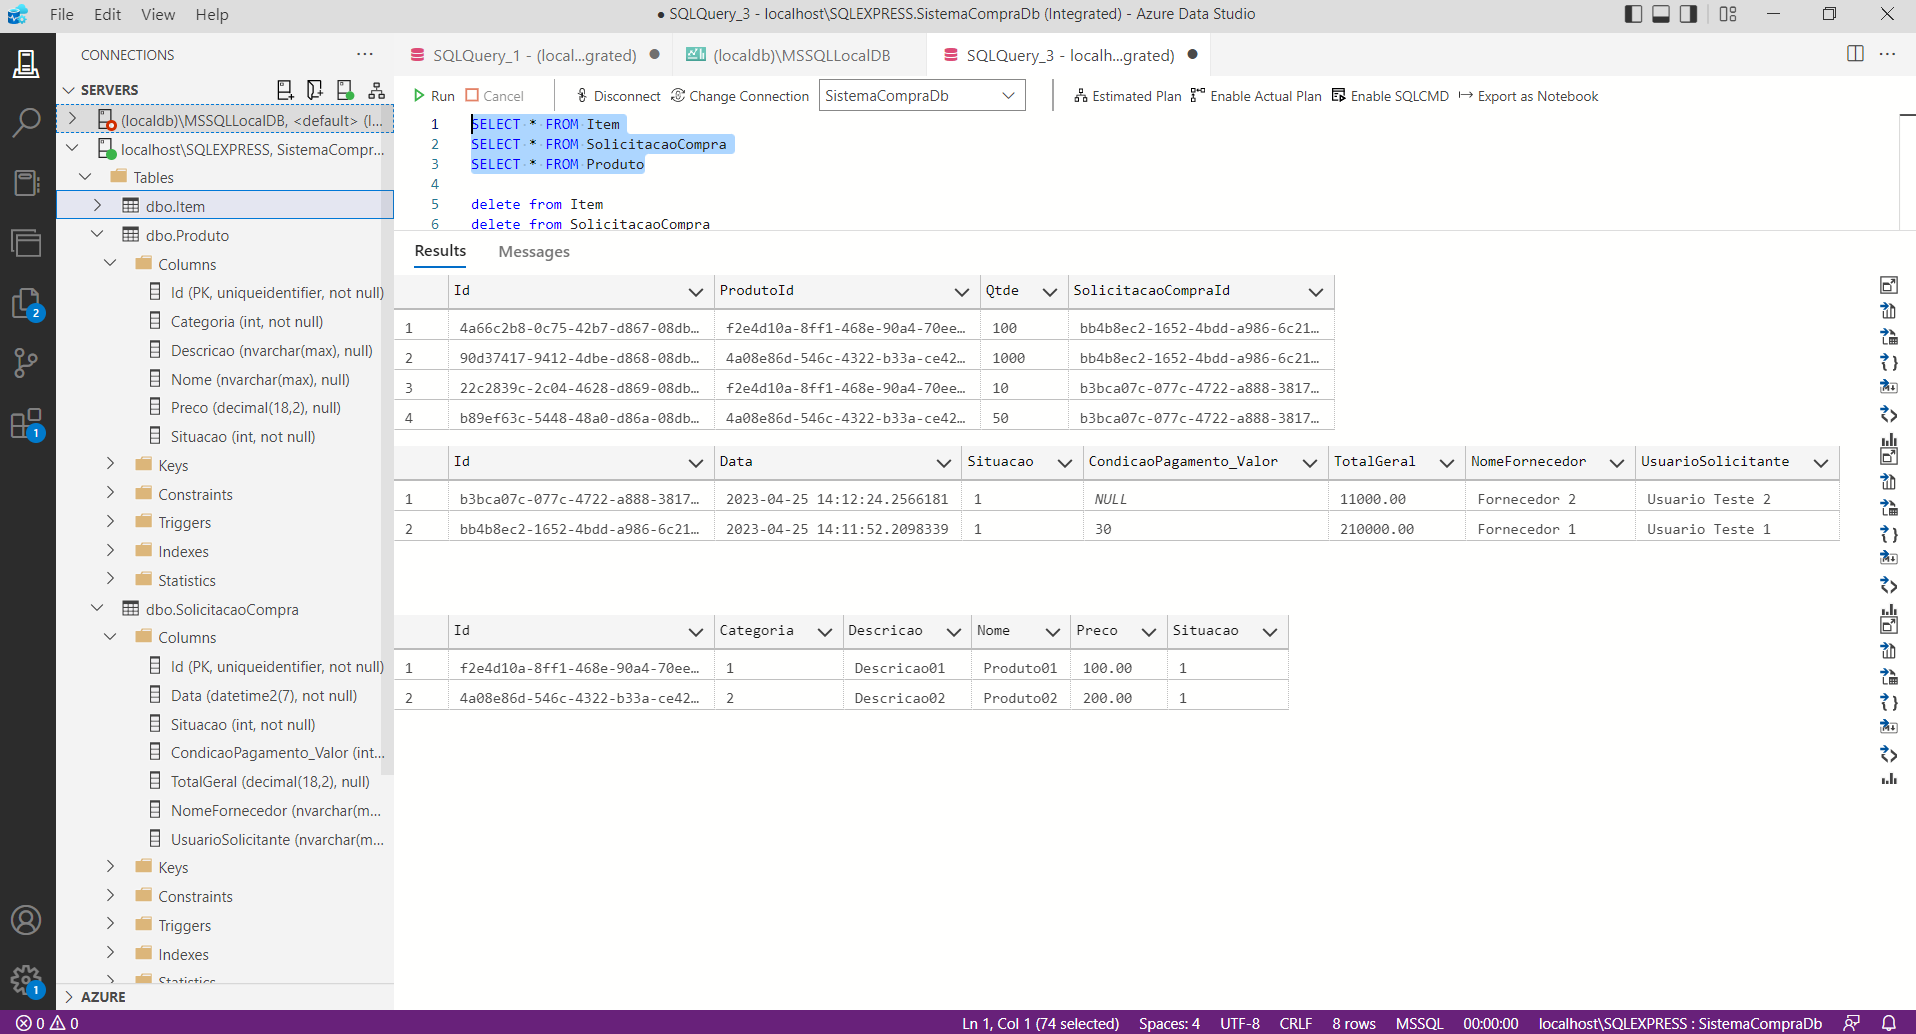 File Edit View Help
● SQLQuery_3 - localhost\SQLEXPRESS.SistemaCompraDb (Integrated) - Azure Data Studio
CONNECTIONS ...
SERVERS
(localdb)\MSSQLLocalDB, <default> (l...
localhost\SQLEXPRESS, SistemaCompr...
Tables
dbo.Item
dbo.Produto
Columns
Id (PK, uniqueidentifier, not null)
Categoria (int, not null)
Descricao (nvarchar(max), null)
Nome (nvarchar(max), null)
Preco (decimal(18,2), null)
Situacao (int, not null)
Keys
Constraints
Triggers
Indexes
Statistics
dbo.SolicitacaoCompra
Columns
Id (PK, uniqueidentifier, not null)
Data (datetime2(7), not null)
Situacao (int, not null)
CondicaoPagamento_Valor (int...
TotalGeral (decimal(18,2), null)
NomeFornecedor (nvarchar(m...
UsuarioSolicitante (nvarchar(m...
Keys
Constraints
Triggers
Indexes
Statistics
AZURE
2
1
1
SQLQuery_1 - (local...grated) ● (localdb)\MSSQLLocalDB SQLQuery_3 - localh...grated) ●
Run Cancel Disconnect Change Connection SistemaCompraDb Estimated Plan Enable Actual Plan Enable SQLCMD Export as Notebook
1 SELECT * FROM Item
2 SELECT * FROM SolicitacaoCompra
3 SELECT * FROM Produto
4
5 delete from Item
6 delete from SolicitacaoCompra
Results Messages
Id ProdutoId Qtde SolicitacaoCompraId
1 4a66c2b8-0c75-42b7-d867-08db... f2e4d10a-8ff1-468e-90a4-70ee... 100 bb4b8ec2-1652-4bdd-a986-6c21...
2 90d37417-9412-4dbe-d868-08db... 4a08e86d-546c-4322-b33a-ce42... 1000 bb4b8ec2-1652-4bdd-a986-6c21...
3 22c2839c-2c04-4628-d869-08db... f2e4d10a-8ff1-468e-90a4-70ee... 10 b3bca07c-077c-4722-a888-3817...
4 b89ef63c-5448-48a0-d86a-08db... 4a08e86d-546c-4322-b33a-ce42... 50 b3bca07c-077c-4722-a888-3817...
Id Data Situacao CondicaoPagamento_Valor TotalGeral NomeFornecedor UsuarioSolicitante
1 b3bca07c-077c-4722-a888-3817... 2023-04-25 14:12:24.2566181 1 NULL 11000.00 Fornecedor 2 Usuario Teste 2
2 bb4b8ec2-1652-4bdd-a986-6c21... 2023-04-25 14:11:52.2098339 1 30 210000.00 Fornecedor 1 Usuario Teste 1
Id Categoria Descricao Nome Preco Situacao
1 f2e4d10a-8ff1-468e-90a4-70ee... 1 Descricao01 Produto01 100.00 1
2 4a08e86d-546c-4322-b33a-ce42... 2 Descricao02 Produto02 200.00 1
0 0 Ln 1, Col 1 (74 selected) Spaces: 4 UTF-8 CRLF 8 rows MSSQL 00:00:00 localhost\SQLEXPRESS : SistemaCompraDb